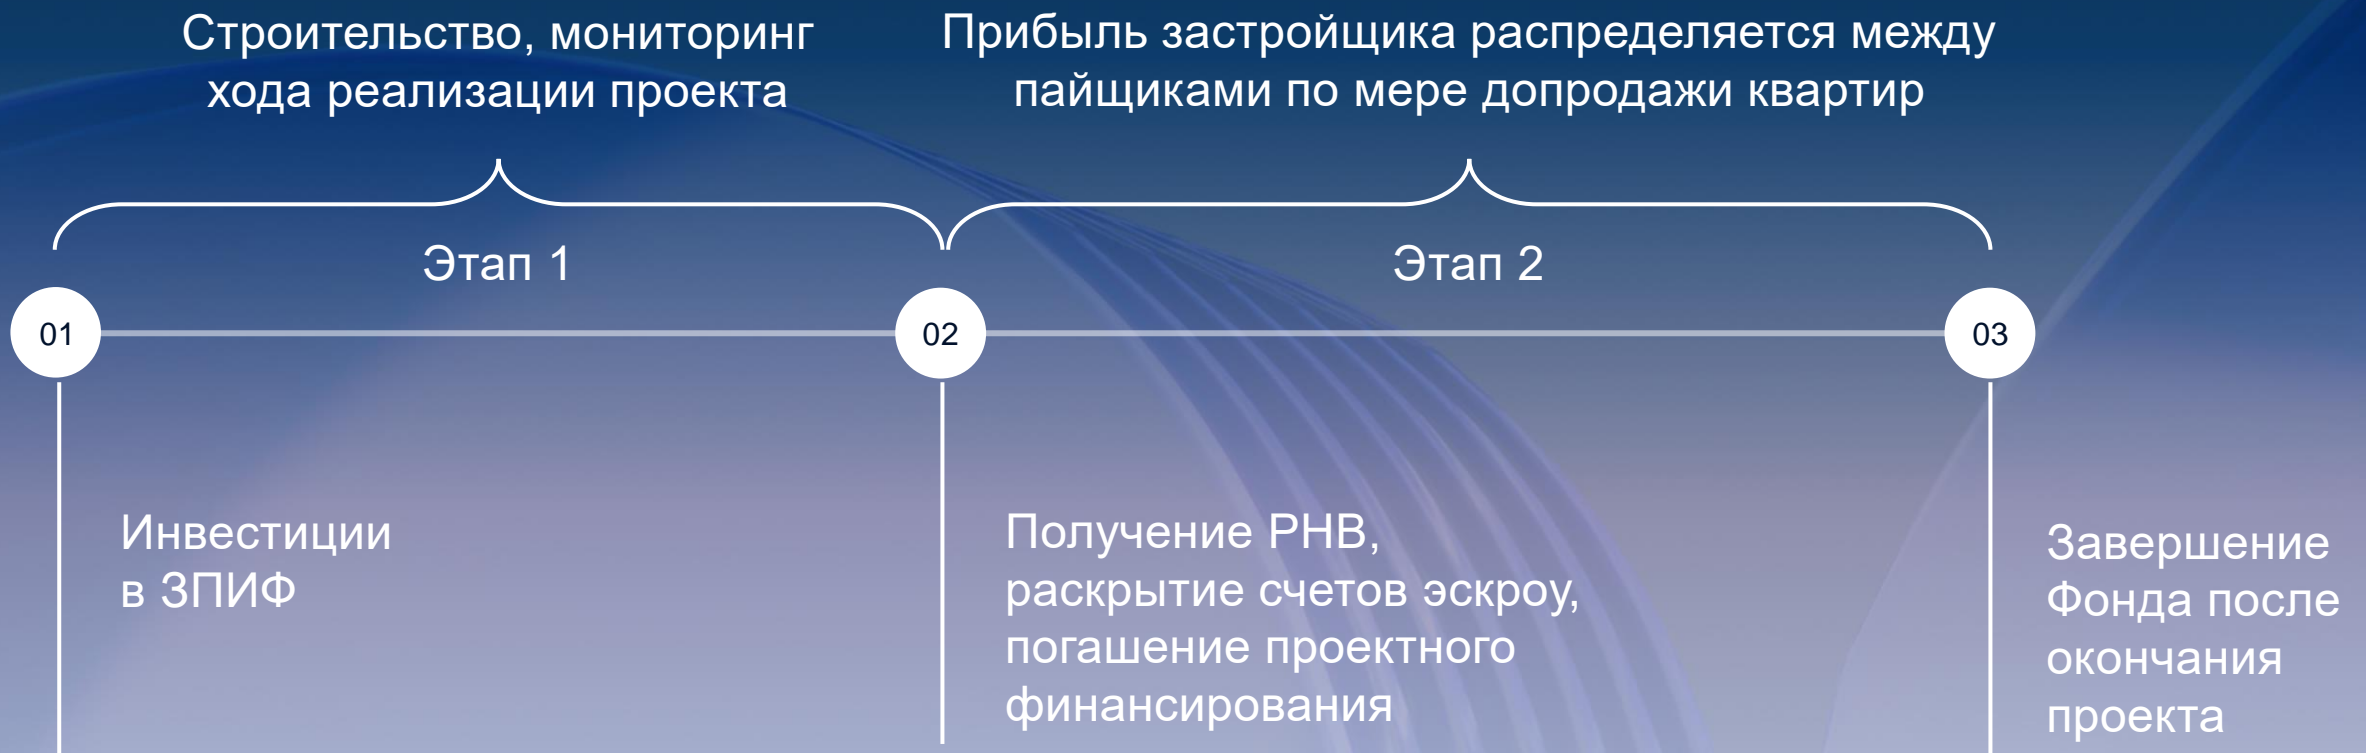 Строительство, мониторинг
хода реализации проекта
Прибыль застройщика распределяется между
пайщиками по мере допродажи квартир
Этап 1
Этап 2
01
02
03
Инвестиции
в ЗПИФ
Получение РНВ,
раскрытие счетов эскроу,
погашение проектного
финансирования
Завершение
Фонда после
окончания
проекта